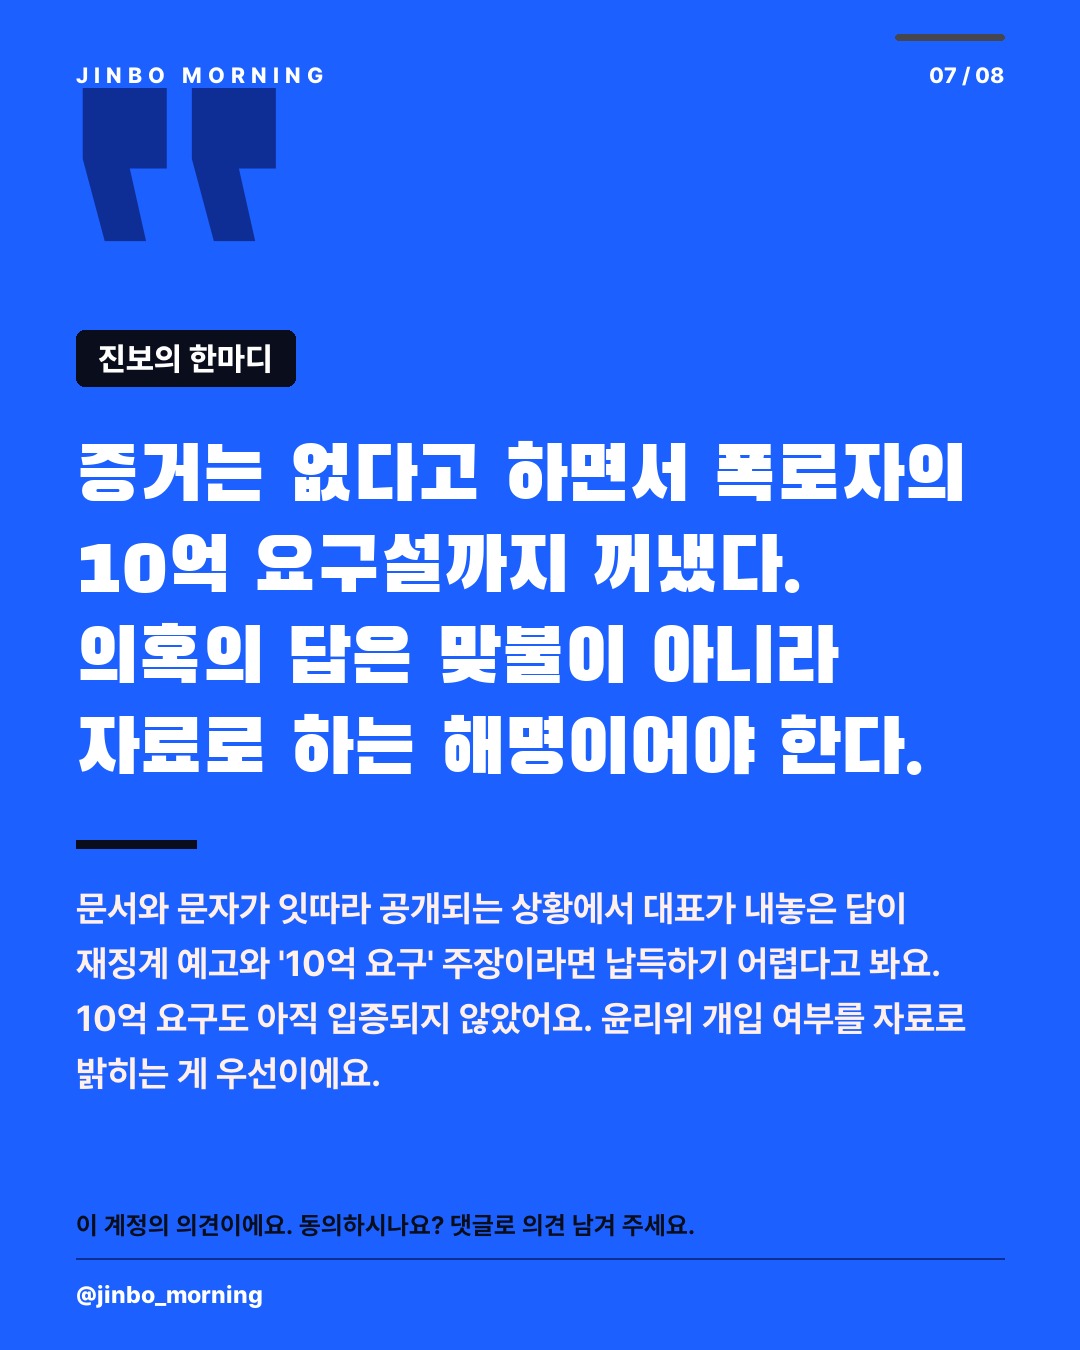 JINBO MORNING
07 / 08
진보의 한마디
증거는 없다고 하면서 폭로자의
10억 요구설까지 꺼냈다.
의혹의 답은 맞불이 아니라
자료로 하는 해명이어야 한다.
문서와 문자가 잇따라 공개되는 상황에서 대표가 내놓은 답이
재징계 예고와 '10억 요구' 주장이라면 납득하기 어렵다고 봐요.
10억 요구도 아직 입증되지 않았어요. 윤리위 개입 여부를 자료로
밝히는 게 우선이에요.
이 계정의 의견이에요. 동의하시나요? 댓글로 의견 남겨 주세요.
@jinbo_morning